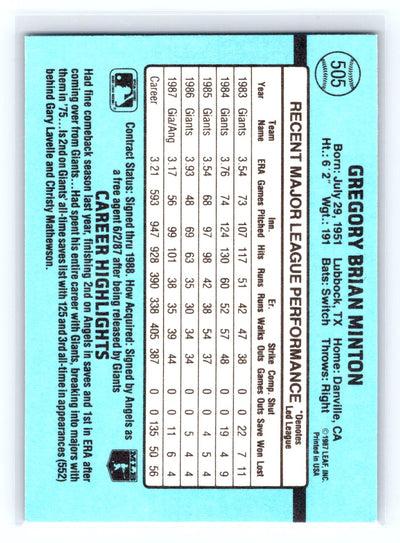 505
GREGORY BRIAN MINTON
Born: July 29, 1951 Lubbock, TX Home: Danville, CA
Ht.: 6'2" Wgt.: 191 Bats: Switch Throws: Right
©1987 LEAF, INC.
Printed in USA
RECENT MAJOR LEAGUE PERFORMANCE
*Denotes
Led League
Team Inn. Er. Strike Comp. Shut
Year Name ERA Games Pitched Hits Runs Runs Walks Outs Games Outs Save Won Lost
1983 Giants 3.54 73 107 117 51 42 47 38 0 0 22 7 11
1984 Giants 3.76 74 124 130 60 52 57 48 0 0 19 4 9
1985 Giants 3.54 68 97 98 42 38 54 37 0 0 4 5 4
1986 Giants 3.93 48 69 63 35 30 34 34 0 0 5 4 4
1987 Gia/Ang 3.17 56 99 101 38 35 39 44 0 0 11 6 4
Career 3.21 593 947 928 390 338 405 387 0 135 50 56
Contract Status: Signed thru 1988. How Acquired: Signed by Angels as
a free agent 6/2/87 after being released by Giants
CAREER HIGHLIGHTS
Had fine comeback season last year, finishing 2nd on Angels in saves and 1st in ERA after
coming over from Giants...Had spent his entire career with Giants, breaking into majors with
them in '75...Is 2nd on Giants' all-time saves list with 125 and 3rd all-time in appearances (552)
behind Gary Lavelle and Christy Mathewson.
MLB